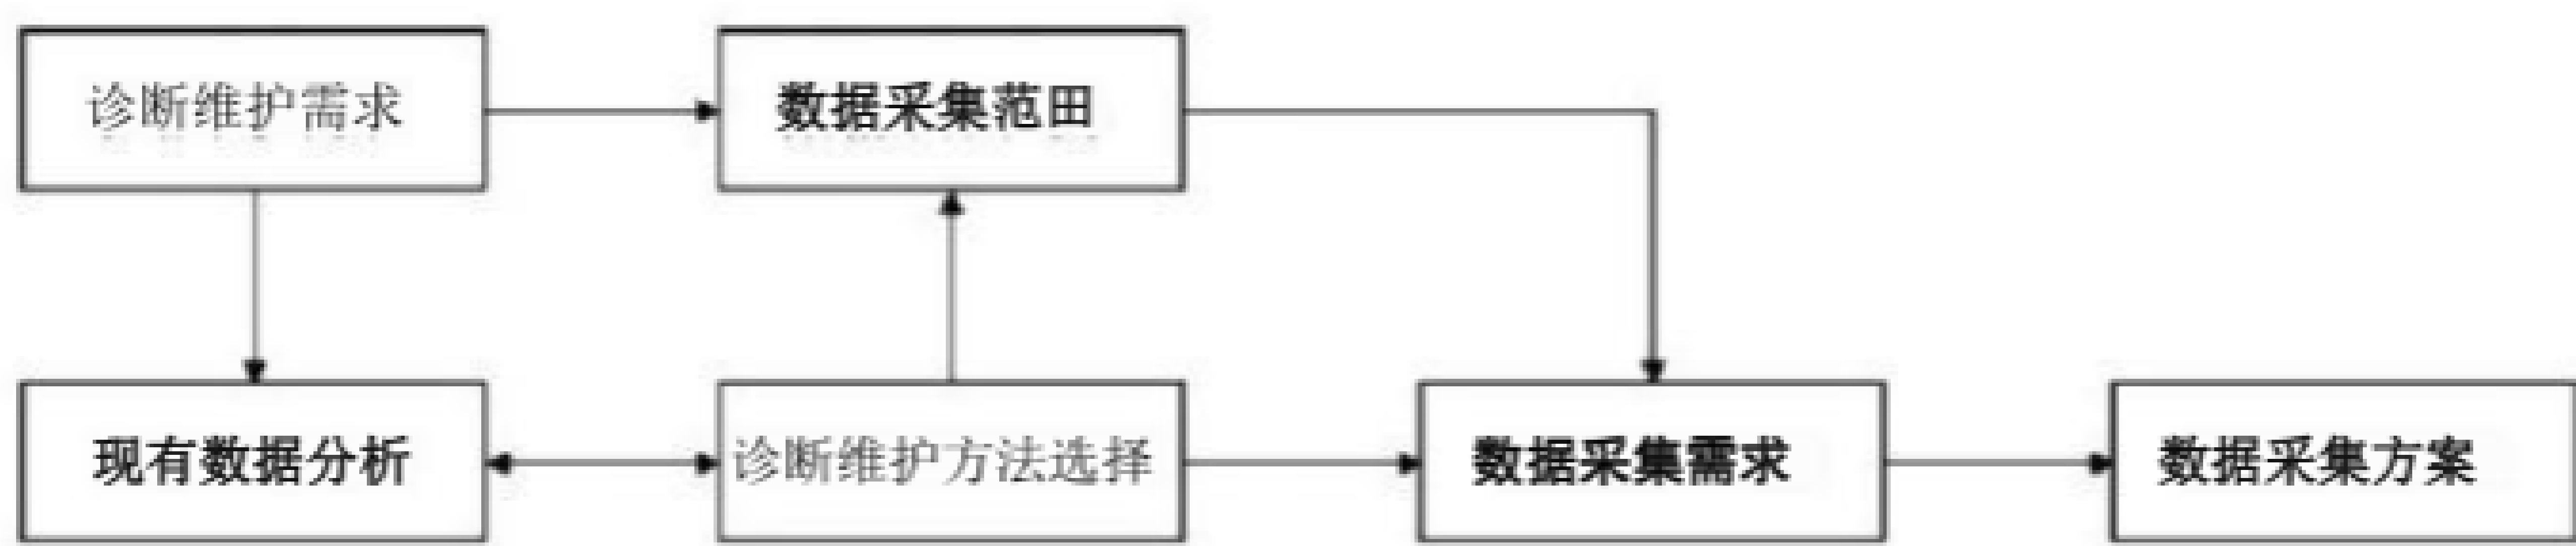 诊断维护需求
数据采集范田
现有数据分析
诊断维护方法选择
数据采集需求
数据采集方案